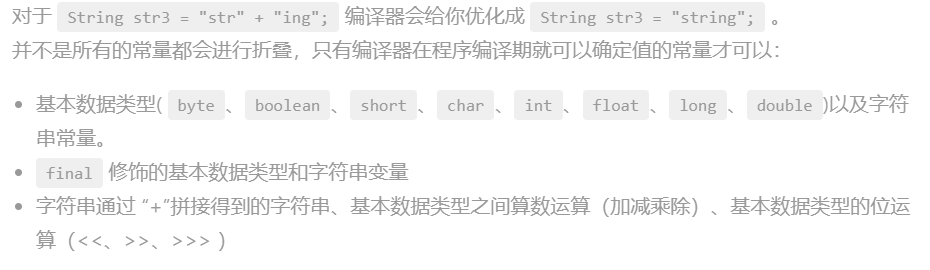 对于 String str3 = "str" + "ing"; 编译器会给你优化成 String str3 = "string"; 。
并不是所有的常量都会进行折叠，只有编译器在程序编译期就可以确定值的常量才可以：
• 基本数据类型( byte 、 boolean 、 short 、 char 、 int 、 float 、 long 、 double )以及字符
串常量。
• final 修饰的基本数据类型和字符串变量
• 字符串通过 “+”拼接得到的字符串、基本数据类型之间算数运算（加减乘除）、基本数据类型的位运
算（<<、>>、>>> ）